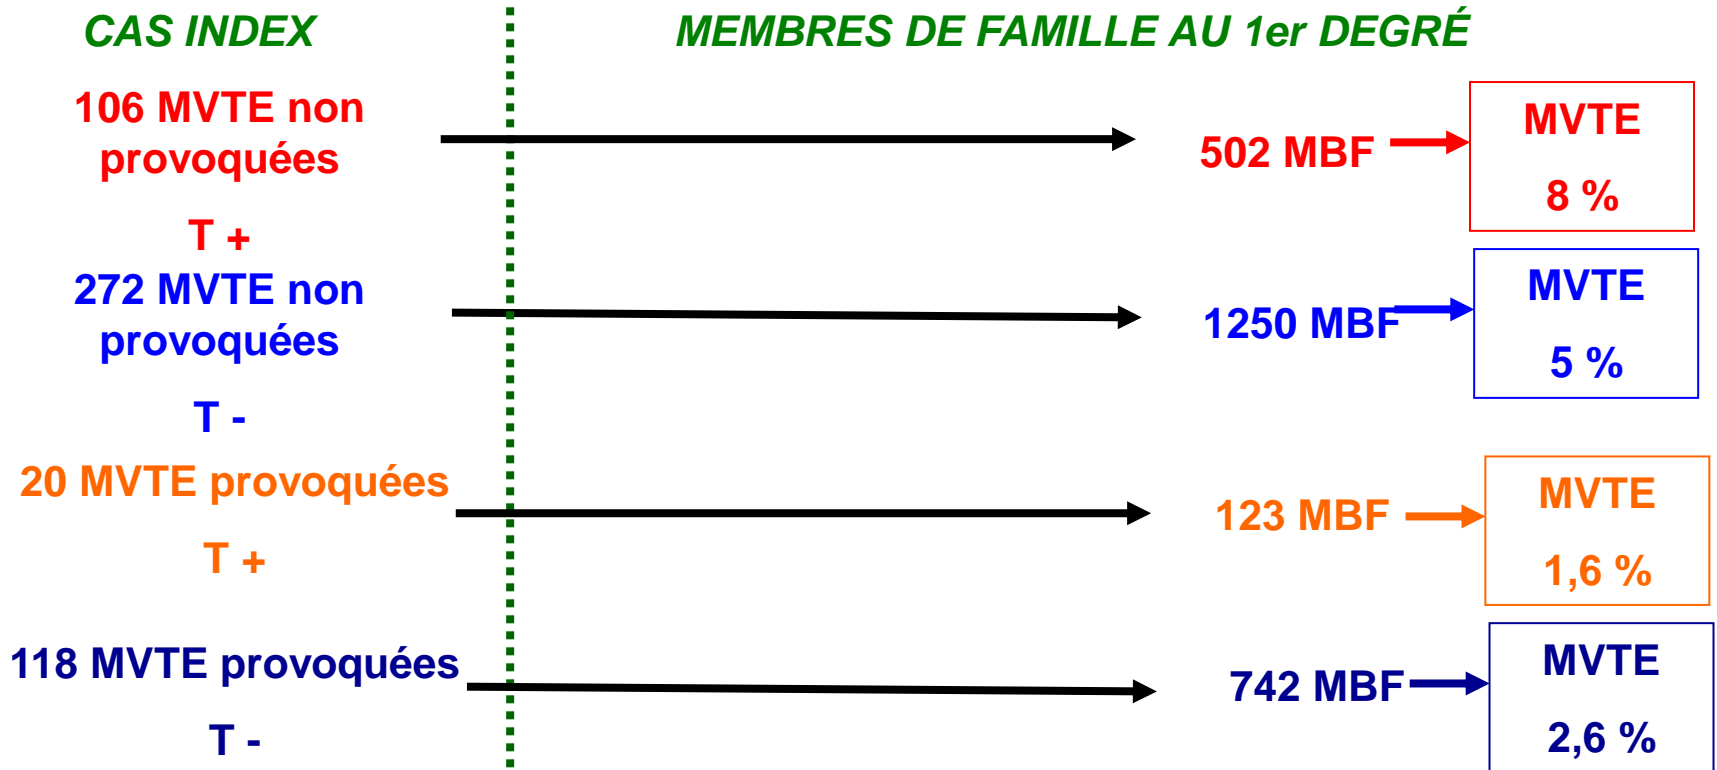 CAS INDEX
MEMBRES DE FAMILLE AU 1er DEGRÉ
106 MVTE non
provoquées
T +
502 MBF
MVTE
8 %
272 MVTE non
provoquées
T -
1250 MBF
MVTE
5 %
20 MVTE provoquées
T +
123 MBF
MVTE
1,6 %
118 MVTE provoquées
T -
742 MBF
MVTE
2,6 %